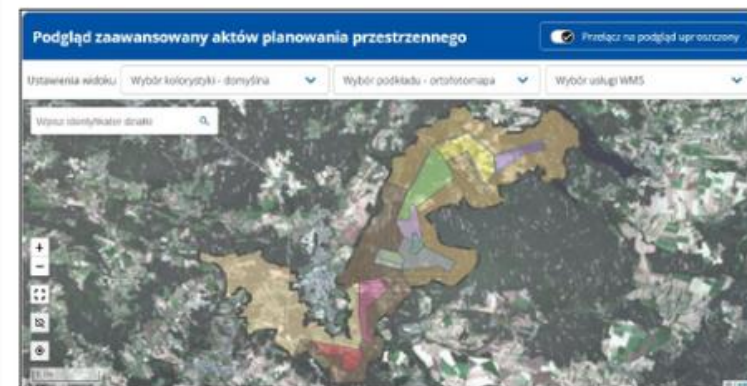 Podgląd zaawansowany aktów planowania przestrzennego
Przełącz na podgląd uproszczony
Ustawienia widoku
Wybór kolorystyki - domyślna
Wybór podkładu - ortofotomapa
Wybór usługi WMS
Wpisz identyfikator działki